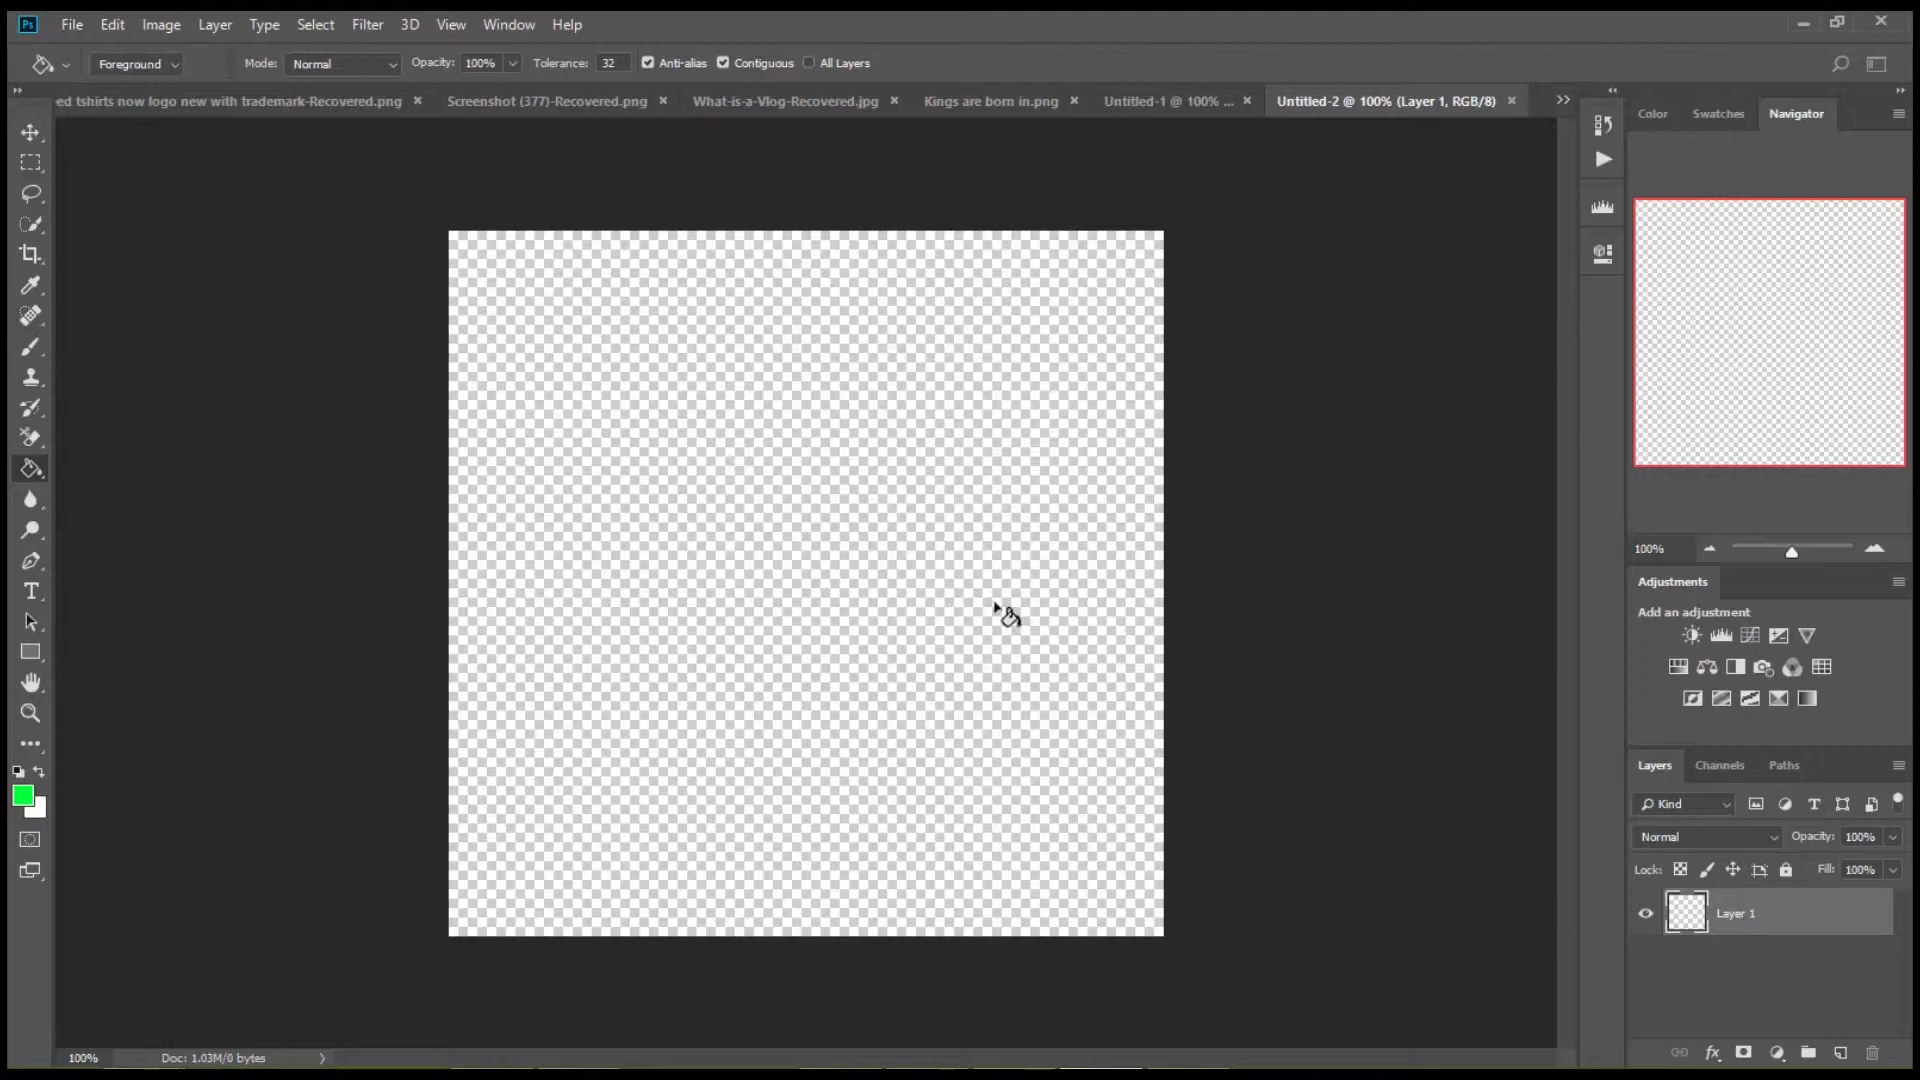 Ps File Edit Image Layer Type Select Filter 3D View Window Help
Foreground Mode: Normal Opacity: 100% Tolerance: 32 Anti-alias Contiguous All Layers
ed tshirts now logo new with trademark-Recovered.png × Screenshot (377)-Recovered.png × What-is-a-Vlog-Recovered.jpg × Kings are born in.png × Untitled-1 @ 100% ... × Untitled-2 @ 100% (Layer 1, RGB/8) ×
Color Swatches Navigator
100%
Adjustments
Add an adjustment
Layers Channels Paths
Kind
Normal Opacity: 100%
Lock: Fill: 100%
Layer 1
fx
100% Doc: 1.03M/0 bytes